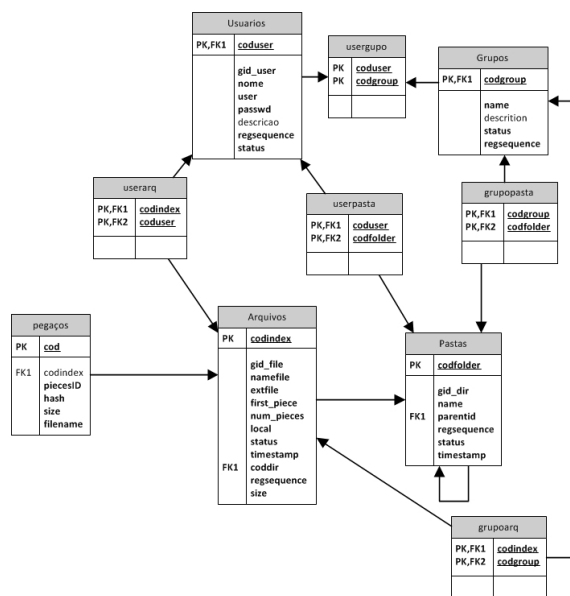 Usuarios
PK,FK1 coduser
gid_user
nome
user
passwd
descricao
regsequence
status
usergupo
PK coduser
PK codgroup
Grupos
PK,FK1 codgroup
name
descrition
status
regsequence
userarq
PK,FK1 codindex
PK,FK2 coduser
userpasta
PK,FK1 coduser
PK,FK2 codfolder
grupopasta
PK,FK1 codgroup
PK,FK2 codfolder
pegaços
PK cod
FK1 codindex
piecesID
hash
size
filename
Arquivos
PK codindex
gid_file
namefile
extfile
first_piece
num_pieces
local
status
timestamp
FK1 coddir
regsequence
size
Pastas
PK codfolder
gid_dir
name
FK1 parentid
regsequence
status
timestamp
grupoarq
PK,FK1 codindex
PK,FK2 codgroup